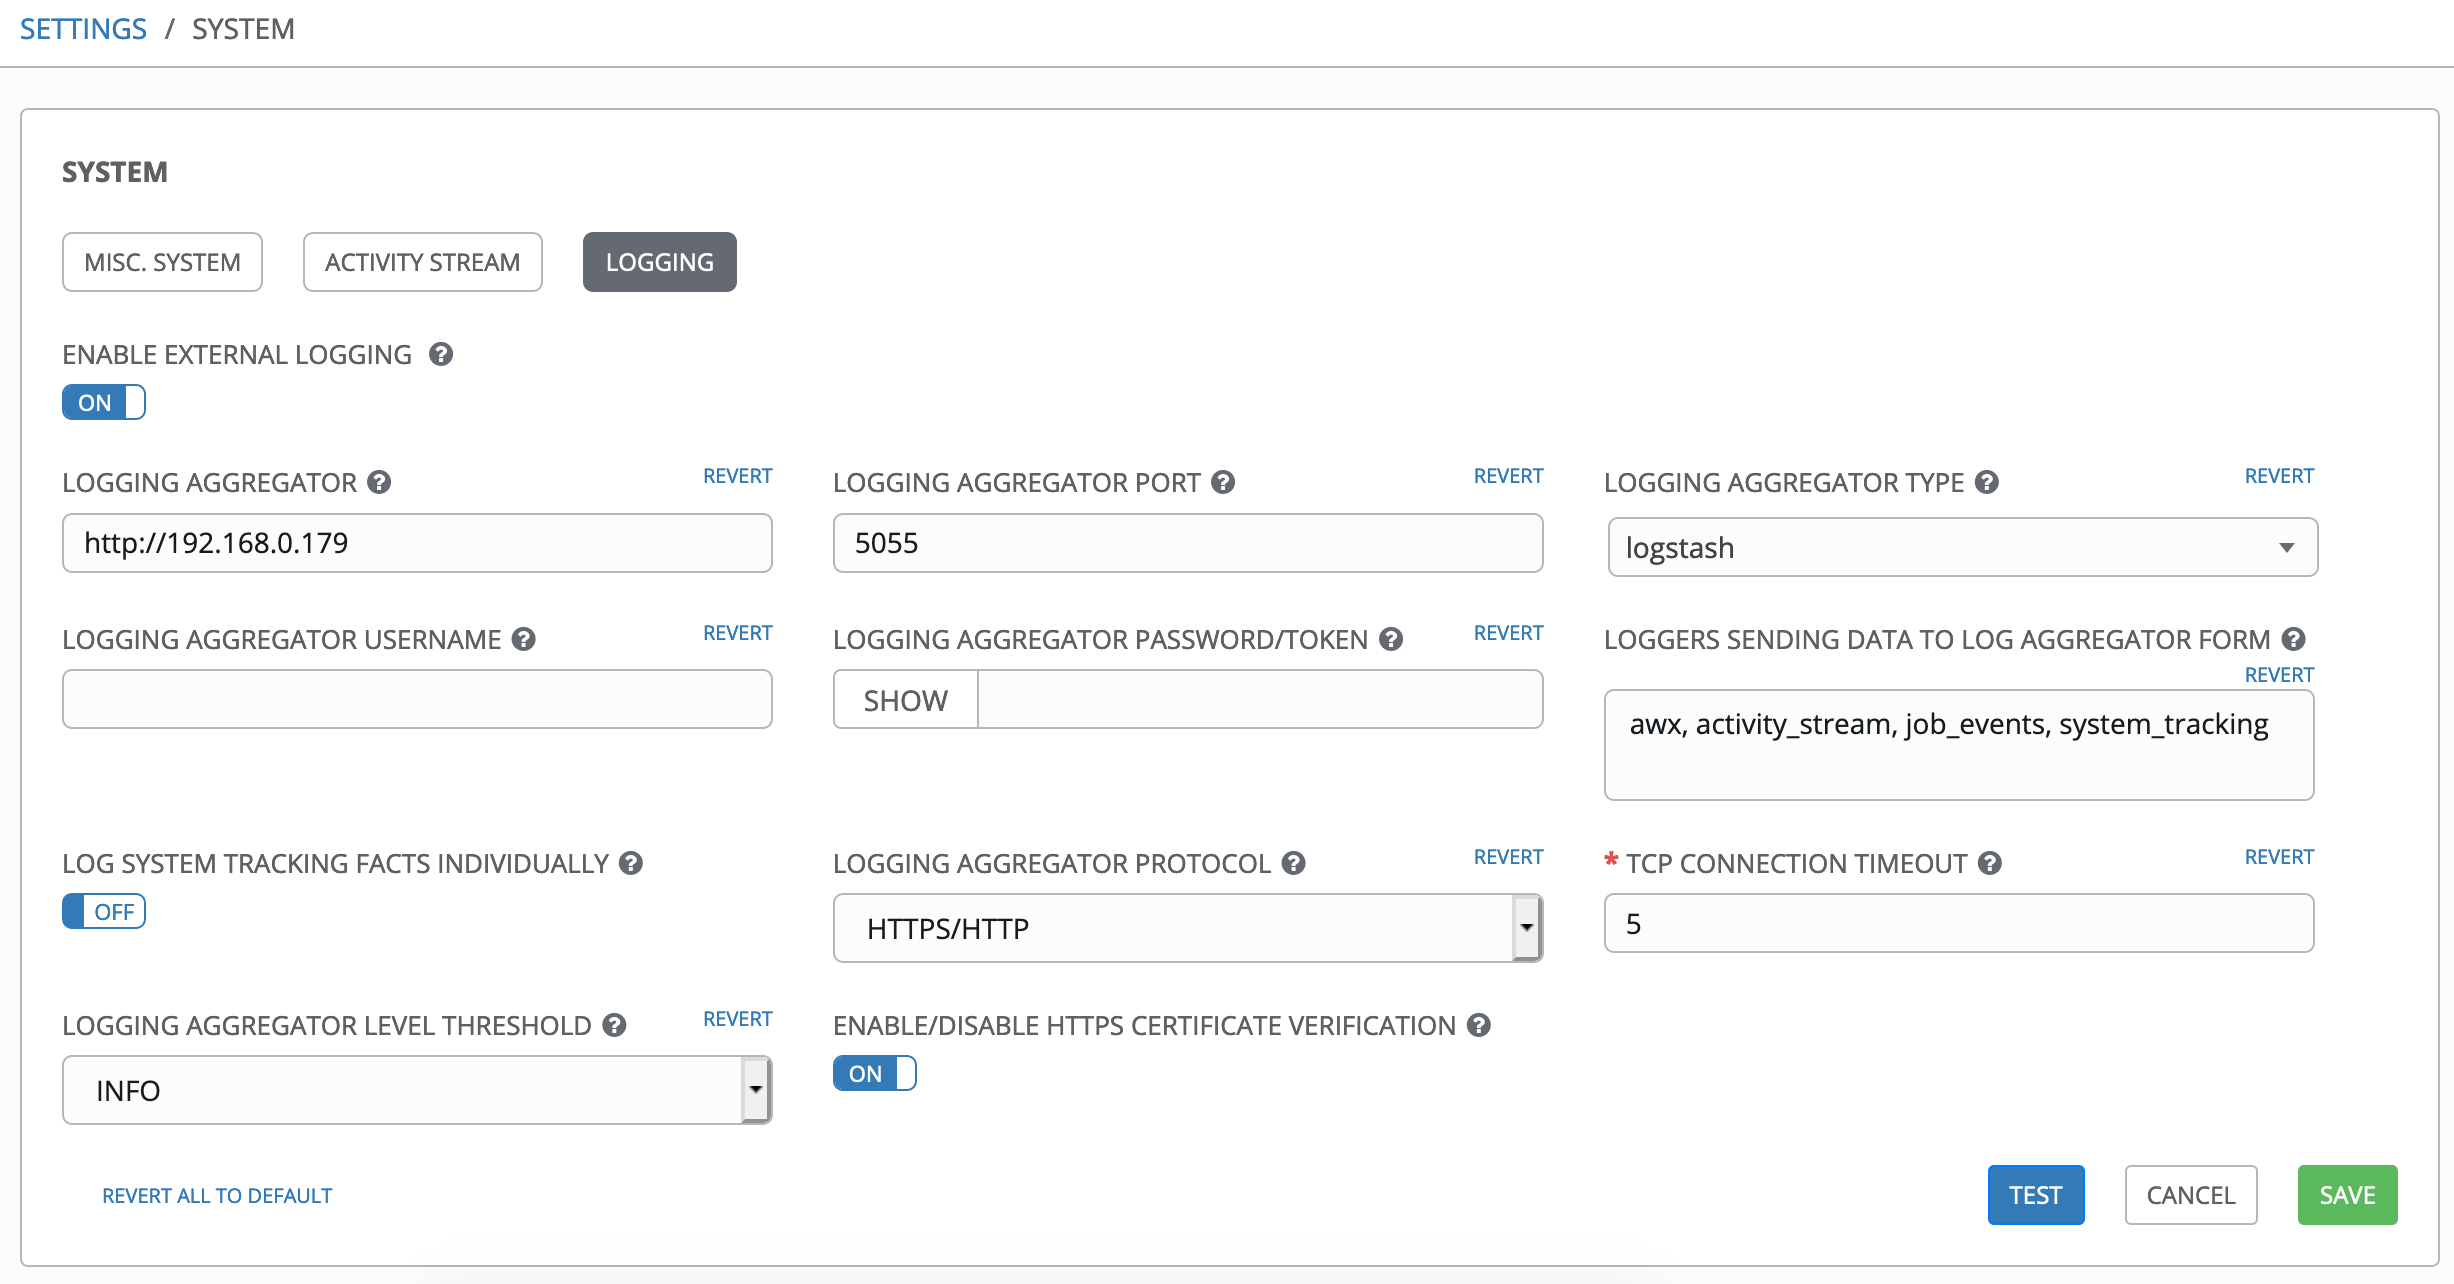 SETTINGS / SYSTEM
SYSTEM
MISC. SYSTEM
ACTIVITY STREAM
LOGGING
ENABLE EXTERNAL LOGGING ?
ON
LOGGING AGGREGATOR ? REVERT
http://192.168.0.179
LOGGING AGGREGATOR PORT ? REVERT
5055
LOGGING AGGREGATOR TYPE ? REVERT
logstash
LOGGING AGGREGATOR USERNAME ? REVERT
LOGGING AGGREGATOR PASSWORD/TOKEN ? REVERT
SHOW
LOGGERS SENDING DATA TO LOG AGGREGATOR FORM ?
REVERT
awx, activity_stream, job_events, system_tracking
LOG SYSTEM TRACKING FACTS INDIVIDUALLY ?
OFF
LOGGING AGGREGATOR PROTOCOL ? REVERT
HTTPS/HTTP
* TCP CONNECTION TIMEOUT ? REVERT
5
LOGGING AGGREGATOR LEVEL THRESHOLD ? REVERT
INFO
ENABLE/DISABLE HTTPS CERTIFICATE VERIFICATION ?
ON
REVERT ALL TO DEFAULT
TEST
CANCEL
SAVE